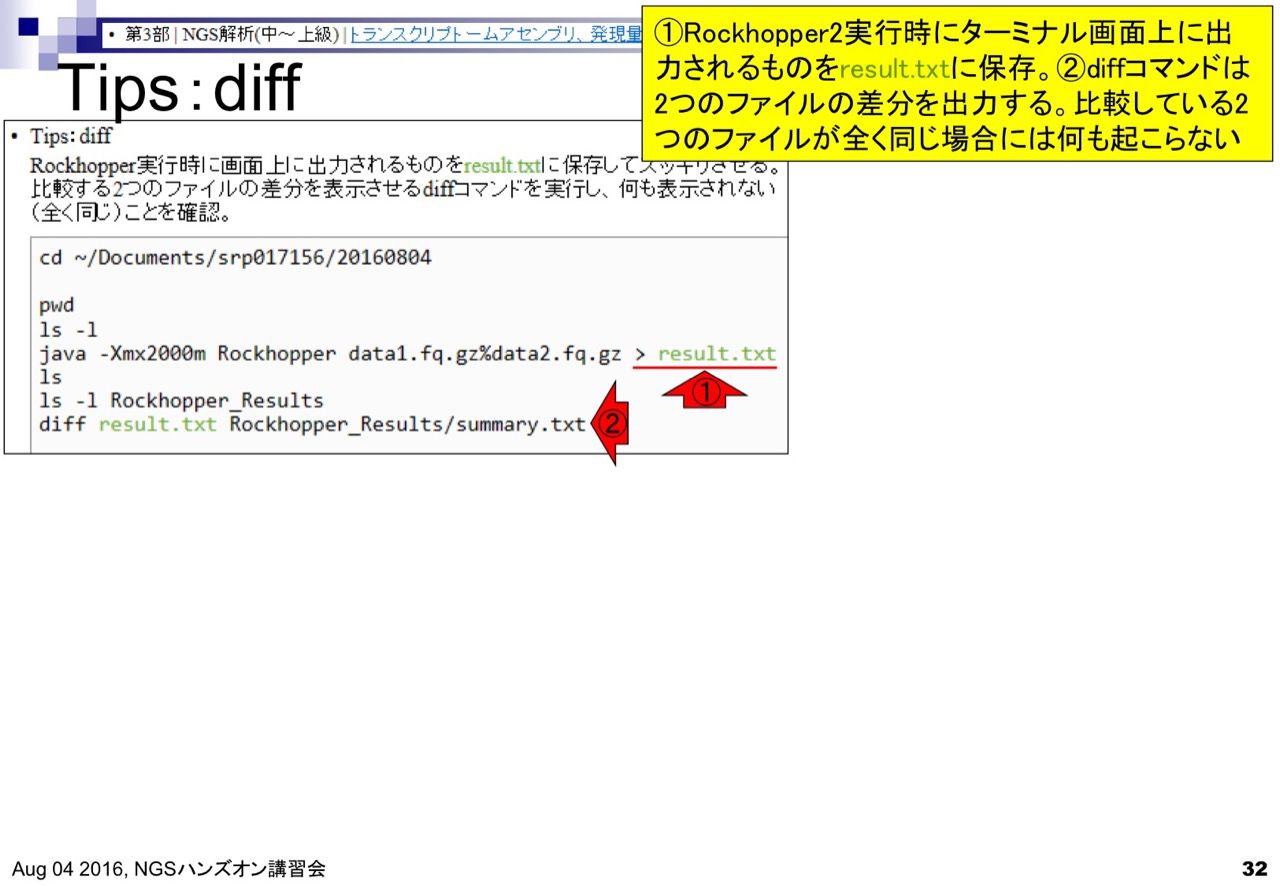 ・ 第3部 | NGS解析(中～上級) | トランスクリプトームアセンブリ、発現量
Tips：diff
①Rockhopper2実行時にターミナル画面上に出
力されるものをresult.txtに保存。②diffコマンドは
2つのファイルの差分を出力する。比較している2
つのファイルが全く同じ場合には何も起こらない
• Tips：diff
Rockhopper実行時に画面上に出力されるものをresult.txtに保存してスッキリさせる。
比較する2つのファイルの差分を表示させるdiffコマンドを実行し、何も表示されない
（全く同じ）ことを確認。
cd ~/Documents/srp017156/20160804
pwd
ls -l
java -Xmx2000m Rockhopper data1.fq.gz%data2.fq.gz > result.txt
ls
①
ls -l Rockhopper_Results
diff result.txt Rockhopper_Results/summary.txt
②
Aug 04 2016, NGSハンズオン講習会
32